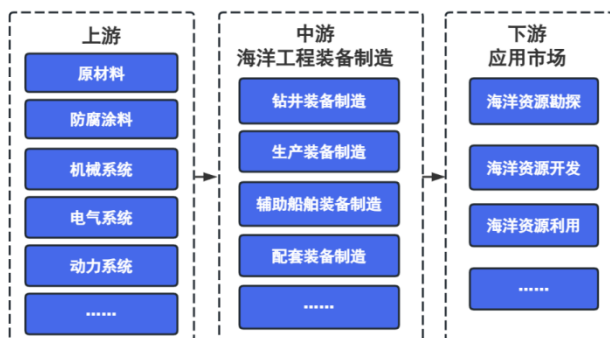 上游
原材料
防腐涂料
机械系统
电气系统
动力系统
……
中游
海洋工程装备制造
钻井装备制造
生产装备制造
辅助船舶装备制造
配套装备制造
……
下游
应用市场
海洋资源勘探
海洋资源开发
海洋资源利用
……